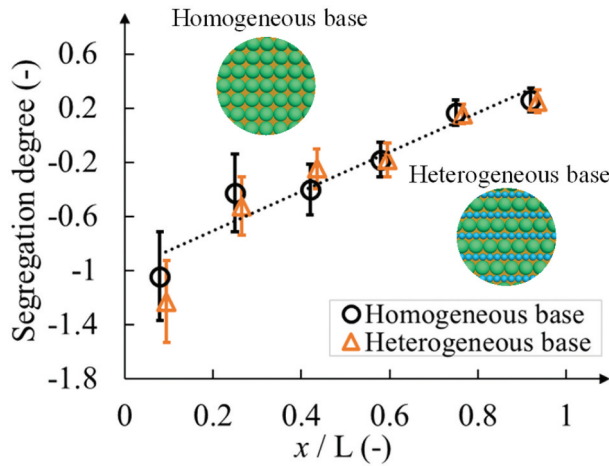 Homogeneous base
0.6
0.2
-0.2
-0.6
-1
-1.4
-1.8
Segregation degree (-)
Heterogeneous base
Homogeneous base
Heterogeneous base
0 0.2 0.4 0.6 0.8 1
x / L (-)